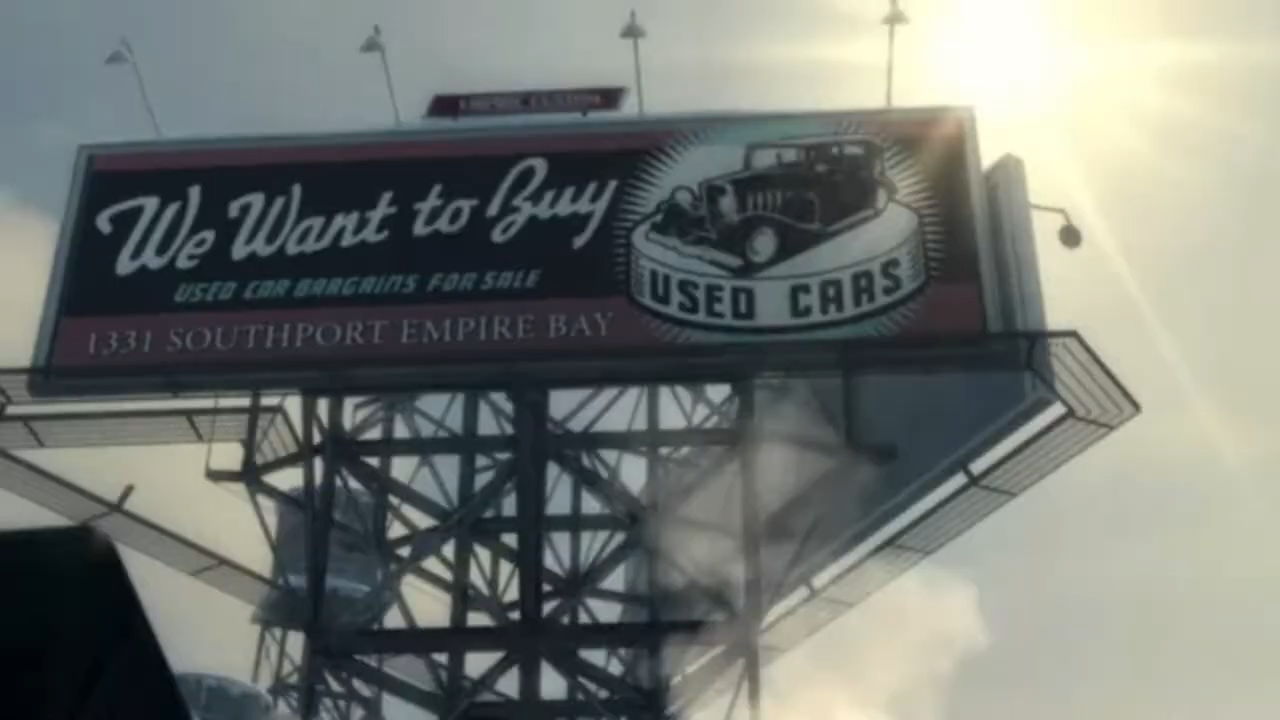 We Want to Buy
USED CAR BARGAINS FOR SALE
1331 SOUTHPORT EMPIRE BAY
USED CARS